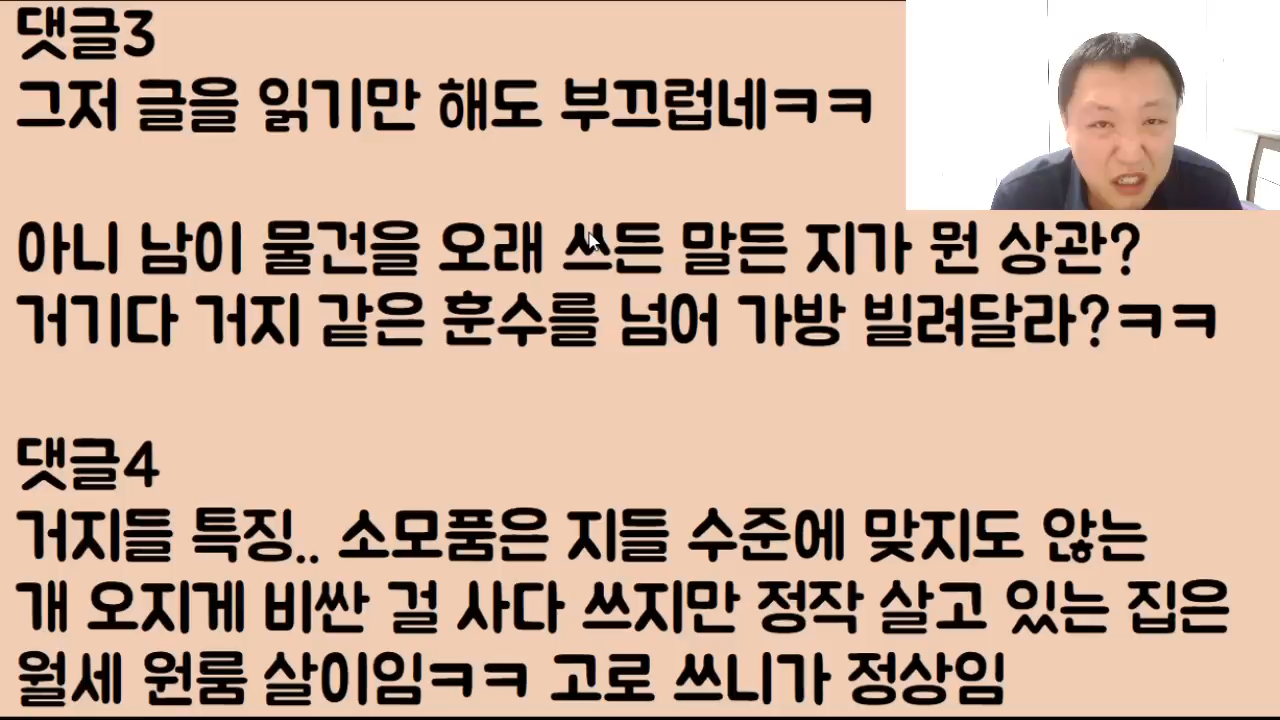 댓글3
그저 글을 읽기만 해도 부끄럽네ㅋㅋ
아니 남이 물건을 오래 쓰든 말든 지가 뭔 상관?
거기다 거지 같은 훈수를 넘어 가방 빌려달라?ㅋㅋ
댓글4
거지들 특징.. 소모품은 지들 수준에 맞지도 않는
개 오지게 비싼 걸 사다 쓰지만 정작 살고 있는 집은
월세 원룸 살이임ㅋㅋ 고로 쓰니가 정상임